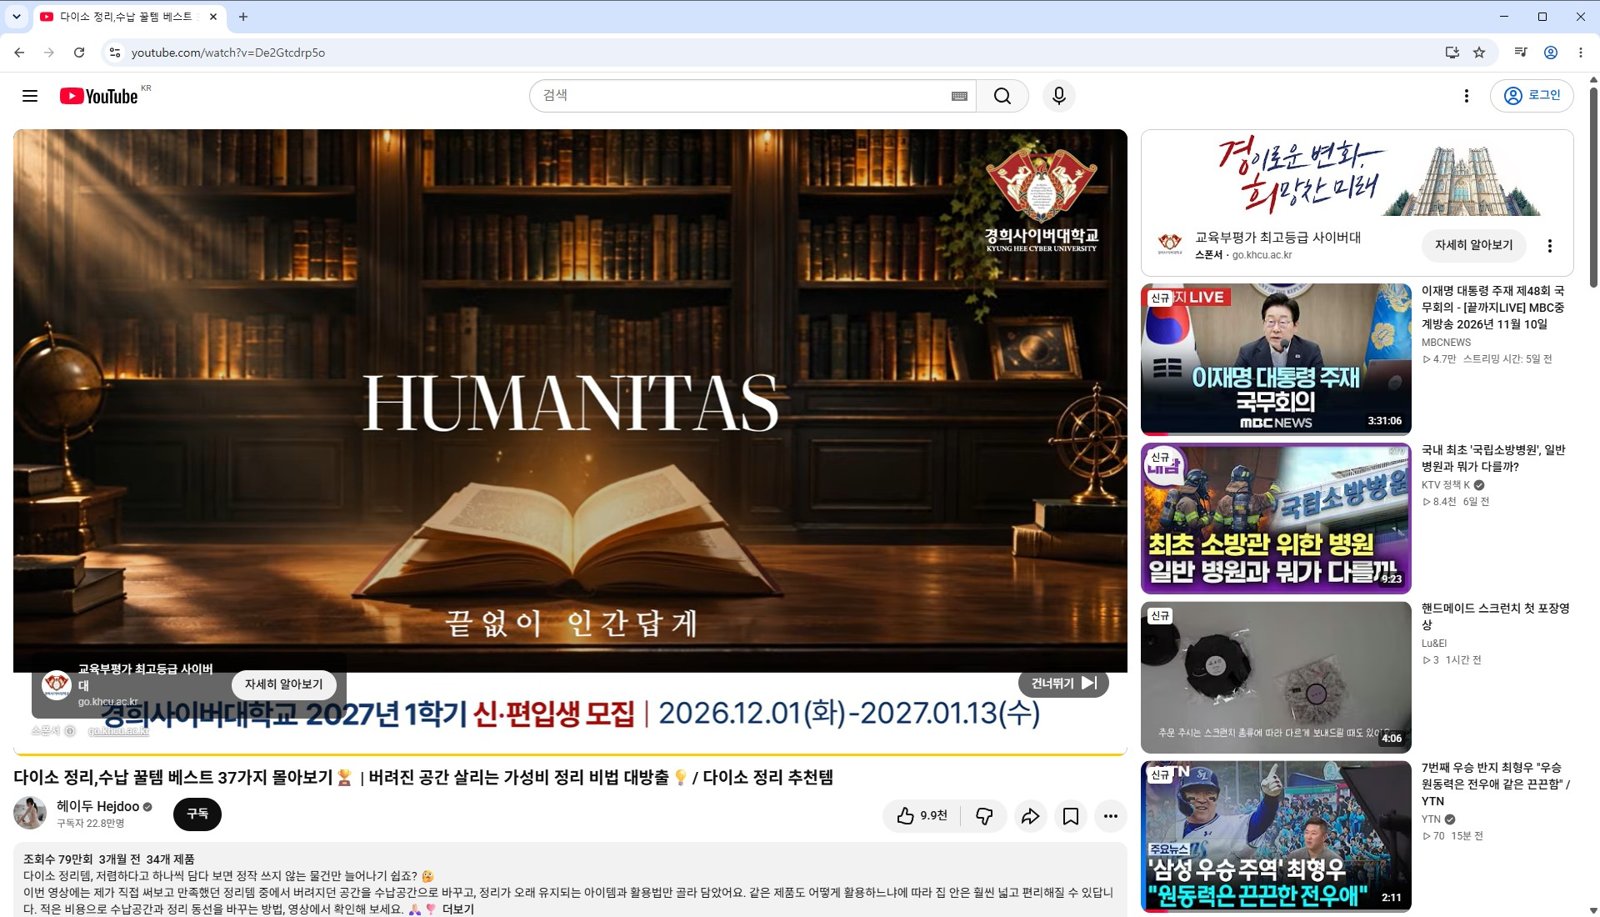 다이소 정리,수납 꿀템 베스트 :
youtube.com/watch?v=De2Gtcdrp5o
YouTube KR
검색
로그인
경희사이버대학교
KYUNG HEE CYBER UNIVERSITY
HUMANITAS
끝없이 인간답게
교육부평가 최고등급 사이버
대
go.khcu.ac.kr
자세히 알아보기
건너뛰기
경희사이버대학교 2027년 1학기 신·편입생 모집 | 2026.12.01(화)-2027.01.13(수)
스폰서
go.khcu.ac.kr
다이소 정리,수납 꿀템 베스트 37가지 몰아보기🏆 | 버려진 공간 살리는 가성비 정리 비법 대방출💡 / 다이소 정리 추천템
헤이두 Hejdoo
구독자 22.8만명
구독
9.9천
조회수 79만회 3개월 전 34개 제품
다이소 정리템, 저렴하다고 하나씩 담다 보면 정작 쓰지 않는 물건만 늘어나기 쉽죠? 🤔
이번 영상에는 제가 직접 써보고 만족했던 정리템 중에서 버려지던 공간을 수납공간으로 바꾸고, 정리가 오래 유지되는 아이템과 활용법만 골라 담았어요. 같은 제품도 어떻게 활용하느냐에 따라 집 안은 훨씬 넓고 편리해질 수 있답니
다. 적은 비용으로 수납공간과 정리 동선을 바꾸는 방법, 영상에서 확인해 보세요. 🙏🏻💡 더보기
경이로운 변화,
희망찬 미래
교육부평가 최고등급 사이버대
스폰서 · go.khcu.ac.kr
자세히 알아보기
신규
지 LIVE
이재명 대통령 주재
국무회의
MBC NEWS
3:31:06
이재명 대통령 주재 제48회 국
무회의 - [끝까지LIVE] MBC중
계방송 2026년 11월 10일
MBCNEWS
4.7만 스트리밍 시간: 5일 전
신규
KTV
국립소방병원
최초 소방관 위한 병원
일반 병원과 뭐가 다를까
9:23
국내 최초 '국립소방병원', 일반
병원과 뭐가 다를까?
KTV 정책 K
8.4천 6일 전
신규
4:06
핸드메이드 스크런치 첫 포장영
상
Lu&El
3 1시간 전
신규
주요뉴스
'삼성 우승 주역' 최형우
"원동력은 끈끈한 전우애"
2:11
7번째 우승 반지 최형우 "우승
원동력은 전우애 같은 끈끈함" /
YTN
YTN
70 15분 전